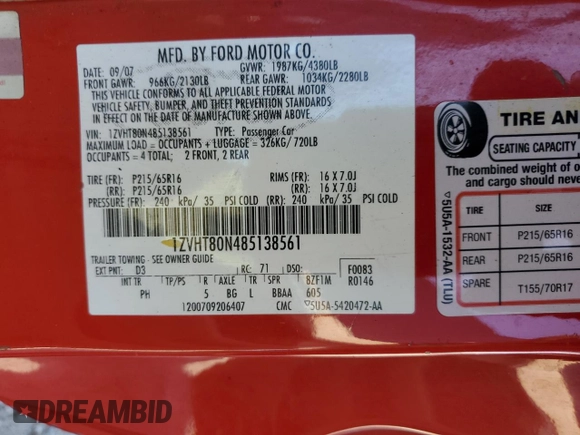 MFD. BY FORD MOTOR CO.
DATE: 09/07 GVWR: 1987KG/4380LB
FRONT GAWR: 966KG/2130LB REAR GAWR: 1034KG/2280LB
THIS VEHICLE CONFORMS TO ALL APPLICABLE FEDERAL MOTOR
VEHICLE SAFETY, BUMPER, AND THEFT PREVENTION STANDARDS
IN EFFECT ON THE DATE OF MANUFACTURE SHOWN ABOVE.
VIN: 1ZVHT80N485138561 TYPE: Passenger Car
MAXIMUM LOAD = OCCUPANTS + LUGGAGE = 326KG/720LB
OCCUPANTS = 4 TOTAL; 2 FRONT, 2 REAR
TIRE (FR): P215/65R16 RIMS (FR): 16 X 7.0J
(RR): P215/65R16 (RR): 16 X 7.0J
PRESSURE (FR): 240 kPa/ 35 PSI COLD (RR): 240 kPa/ 35 PSI COLD
1ZVHT80N485138561
TRAILER TOWING - SEE OWNER GUIDE
EXT PNT: D3 RC: 71 DSO: F0083
INT TR TP/PS R AXLE TR SPR BZF1M R0146
PH 5 BG L BBAA 605
1200709206407 CMC ▽5U5A-5420472-AA
TIRE AN
SEATING CAPACITY
The combined weight of o
and cargo should neve
TIRE SIZE
FRONT P215/65R16
REAR P215/65R16
SPARE T155/70R17
▽5U5A-1532-AA (TLU)
DREAMBID